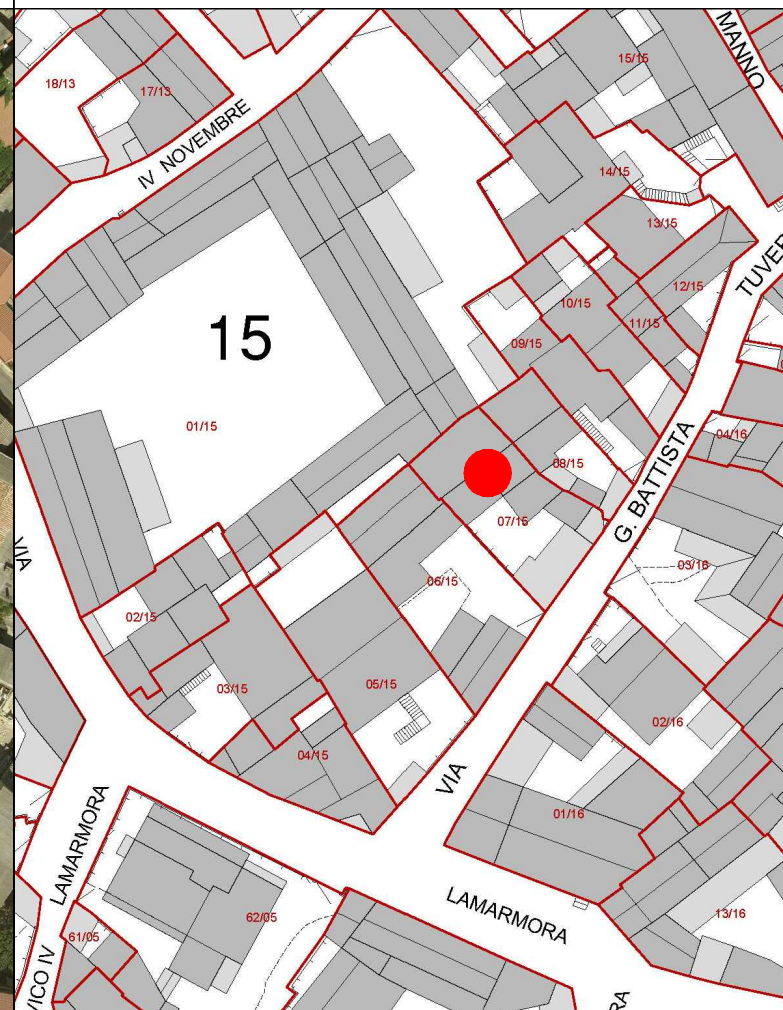 MANNO
15/15
18/13
17/13
IV NOVEMBRE
14/15
13/15
TUVER
12/15
10/15
11/15
15
09/15
01/15
04/16
08/15
G. BATTISTA
07/15
VIA
03/16
06/15
02/15
03/15
05/15
02/16
04/15
VIA
01/16
LAMARMORA
LAMARMORA
13/16
62/05
61/05
VICO IV
RA